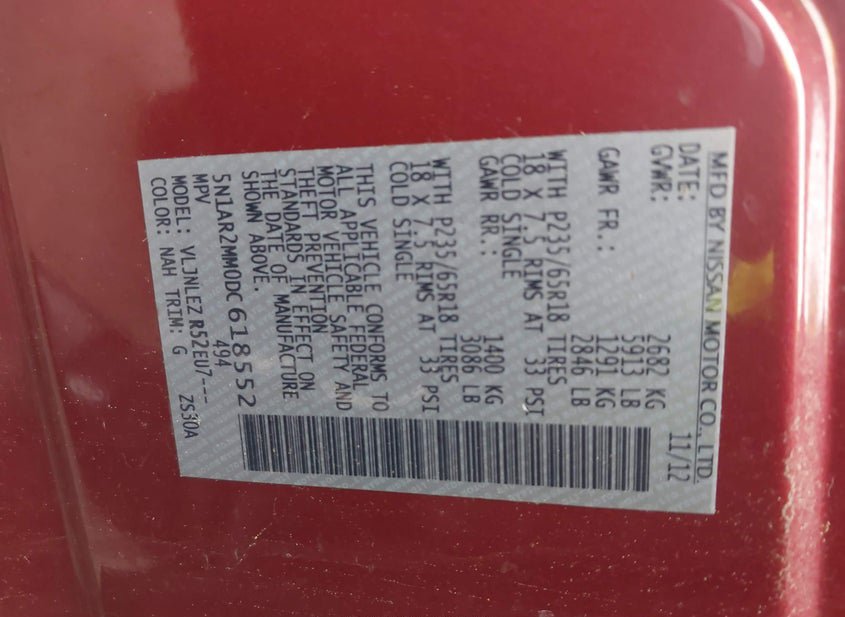 MFD BY NISSAN MOTOR CO., LTD.
DATE: 11/12
GVWR: 2682 KG
5913 LB
GAWR FR.: 1291 KG
2846 LB
WITH P235/65R18 TIRES
18 X 7.5 RIMS AT 33 PSI
COLD SINGLE
GAWR RR.: 1400 KG
3086 LB
WITH P235/65R18 TIRES
18 X 7.5 RIMS AT 33 PSI
COLD SINGLE
THIS VEHICLE CONFORMS TO
ALL APPLICABLE FEDERAL
MOTOR VEHICLE SAFETY AND
THEFT PREVENTION
STANDARDS IN EFFECT ON
THE DATE OF MANUFACTURE
SHOWN ABOVE.
5N1AR2MM0DC618552
MPV 494
MODEL: VLJNLEZ R52EU7---
COLOR: NAH TRIM: G ZS30A